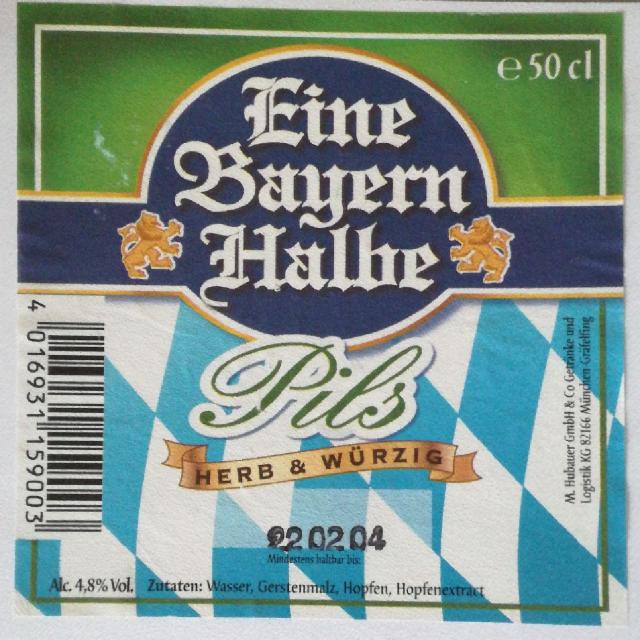 ℮ 50 cl
Eine
Bayern
Halbe
Pils
HERB & WÜRZIG
22.02.04
Mindestens haltbar bis:
Alc. 4,8% Vol. Zutaten: Wasser, Gerstenmalz, Hopfen, Hopfenextract
4 016931 159003
M. Hubauer GmbH & Co Getränke und
Logistik KG 82166 München-Gräfelfing